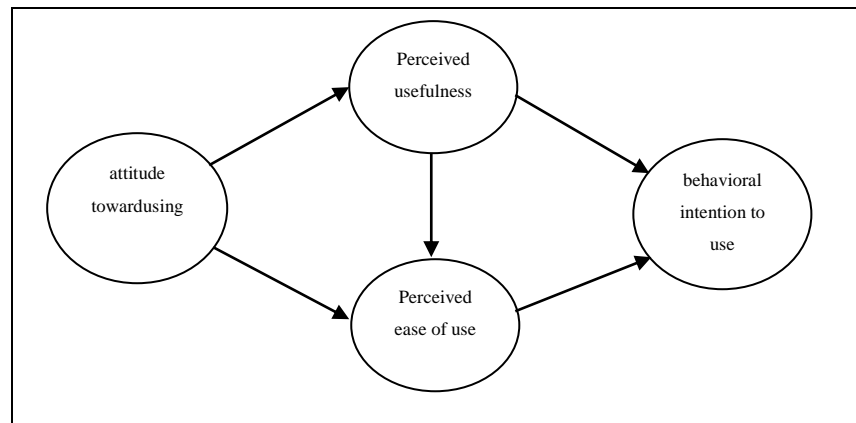 Perceived
usefulness
attitude
towardusing
behavioral
intention to
use
Perceived
ease of use